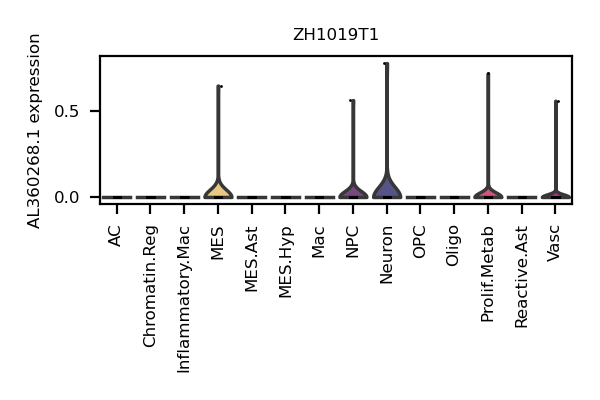 ZH1019T1
AL360268.1 expression
0.5
0.0
AC
Chromatin.Reg
Inflammatory.Mac
MES
MES.Ast
MES.Hyp
Mac
NPC
Neuron
OPC
Oligo
Prolif.Metab
Reactive.Ast
Vasc